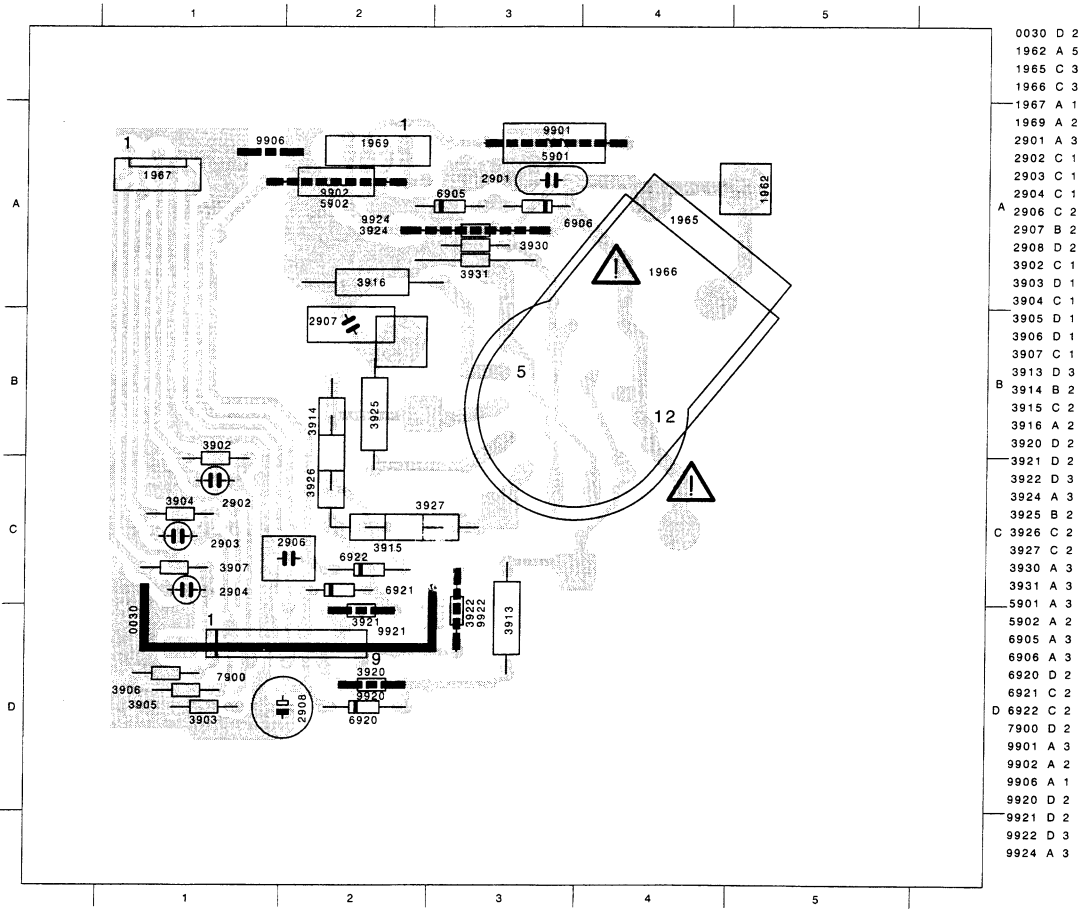 1 2 3 4 5
0030 D 2
1962 A 5
1965 C 3
1966 C 3
1967 A 1
1969 A 2
2901 A 3
2902 C 1
2903 C 1
2904 C 1
2906 C 2
2907 B 2
2908 D 2
3902 C 1
3903 D 1
3904 C 1
3905 D 1
3906 D 1
3907 C 1
3913 D 3
3914 B 2
3915 C 2
3916 A 2
3920 D 2
3921 D 2
3922 D 3
3924 A 3
3925 B 2
3926 C 2
3927 C 2
3930 A 3
3931 A 3
5901 A 3
5902 A 2
6905 A 3
6906 A 3
6920 D 2
6921 C 2
6922 C 2
7900 D 2
9901 A 3
9902 A 2
9906 A 1
9920 D 2
9921 D 2
9922 D 3
9924 A 3
A
B
C
D
A
B
C
D
1
1967
9906
1
1969
9902
5902
9901
5901
2901
1962
6905
6906
9924
3924
3930
3931
3916
1965
!
1966
2907
5
12
!
3914
3925
3926
3902
2902
3904
2903
3907
2904
2906
3927
3915
6922
6921
0030
1
3921
9921
3922
9922
3913
9
7900
3906
3905
3903
2908
3920
9920
6920
1 2 3 4 5